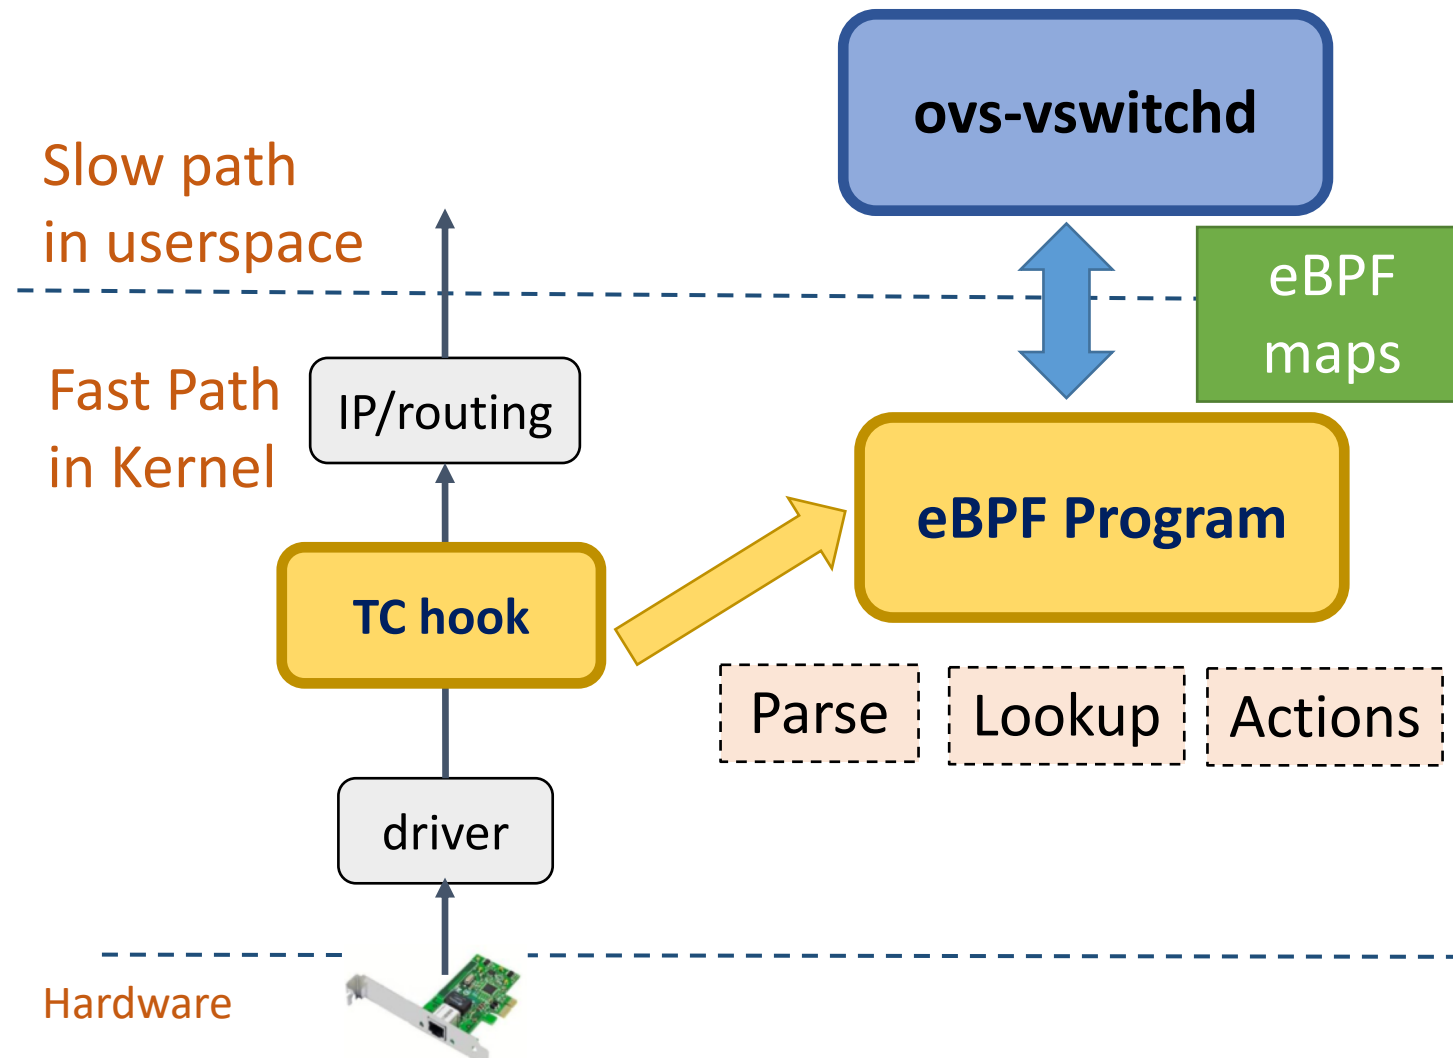 ovs-vswitchd
Slow path
in userspace
eBPF
maps
Fast Path
in Kernel
IP/routing
eBPF Program
TC hook
Parse
Lookup
Actions
driver
Hardware